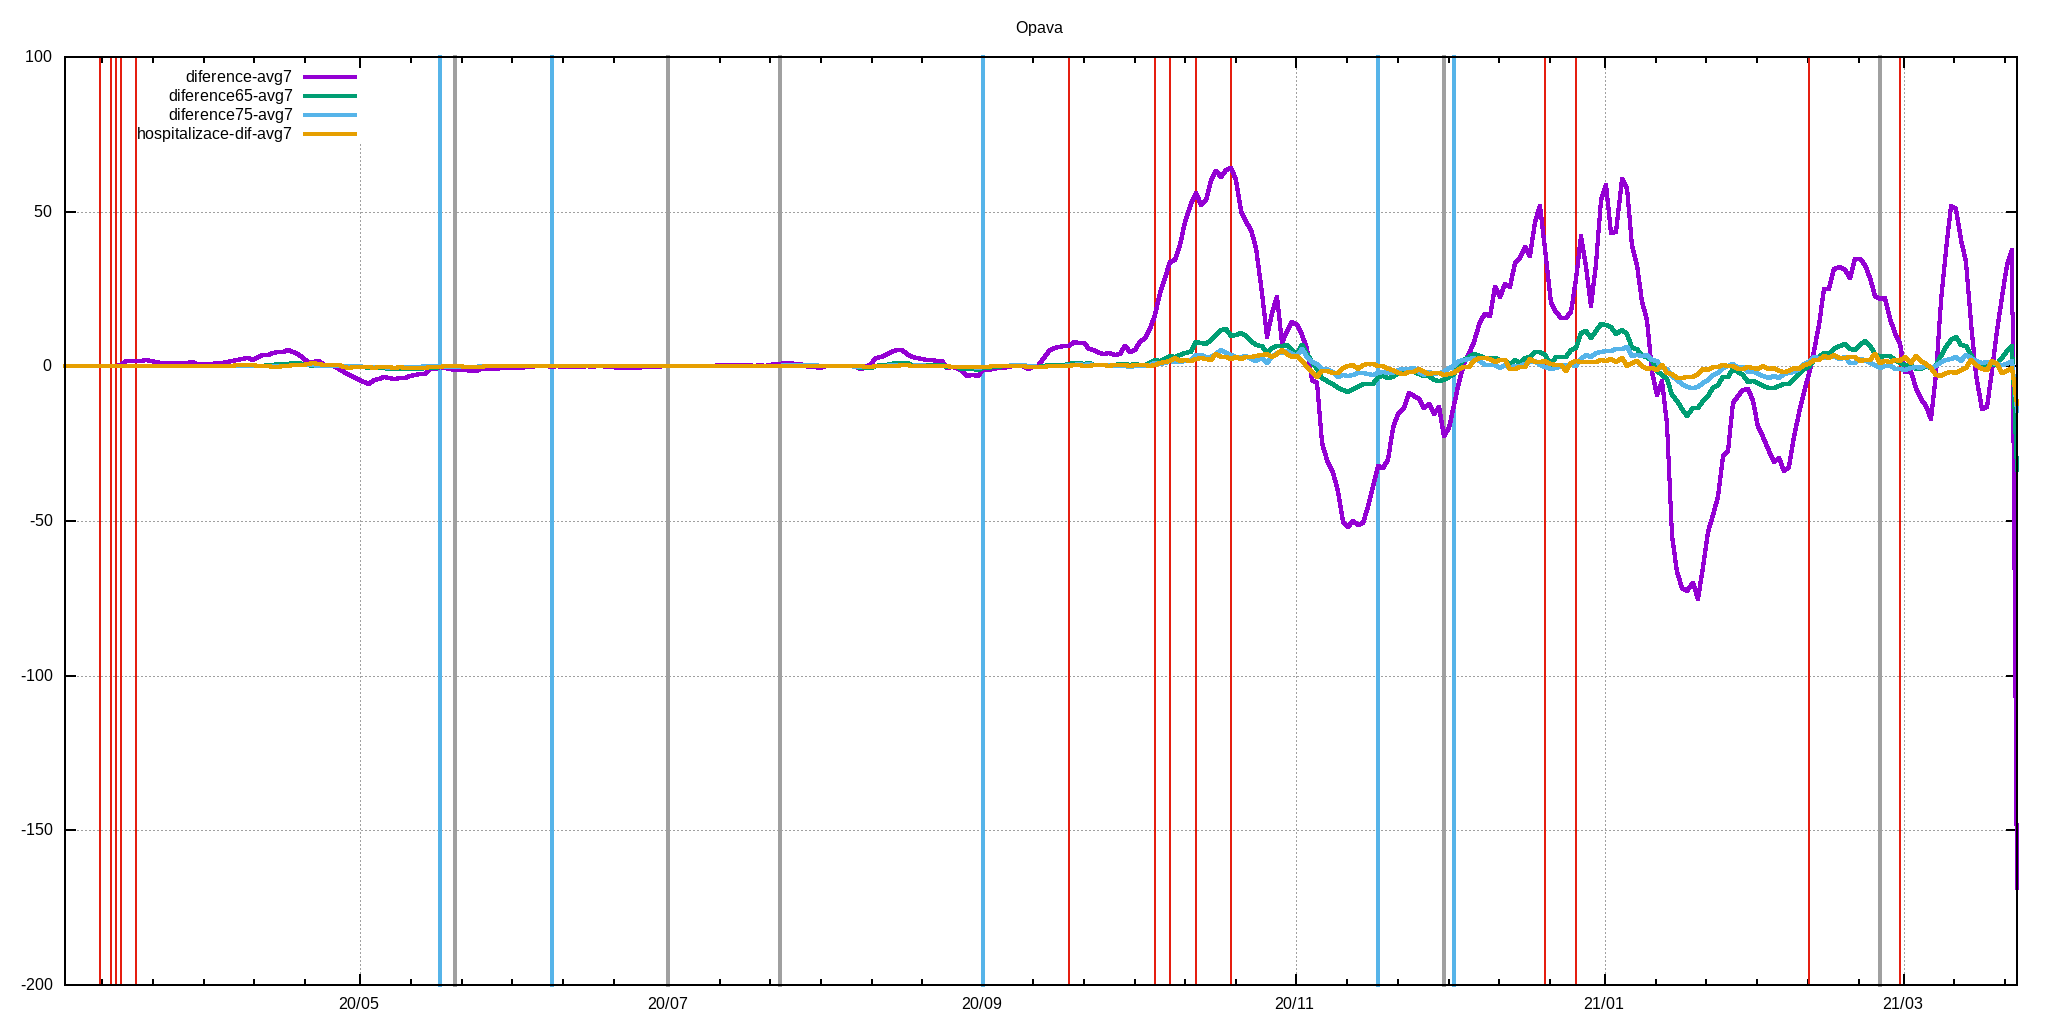 Opava
100
50
0
-50
-100
-150
-200
diference-avg7
diference65-avg7
diference75-avg7
hospitalizace-dif-avg7
20/05 20/07 20/09 20/11 21/01 21/03